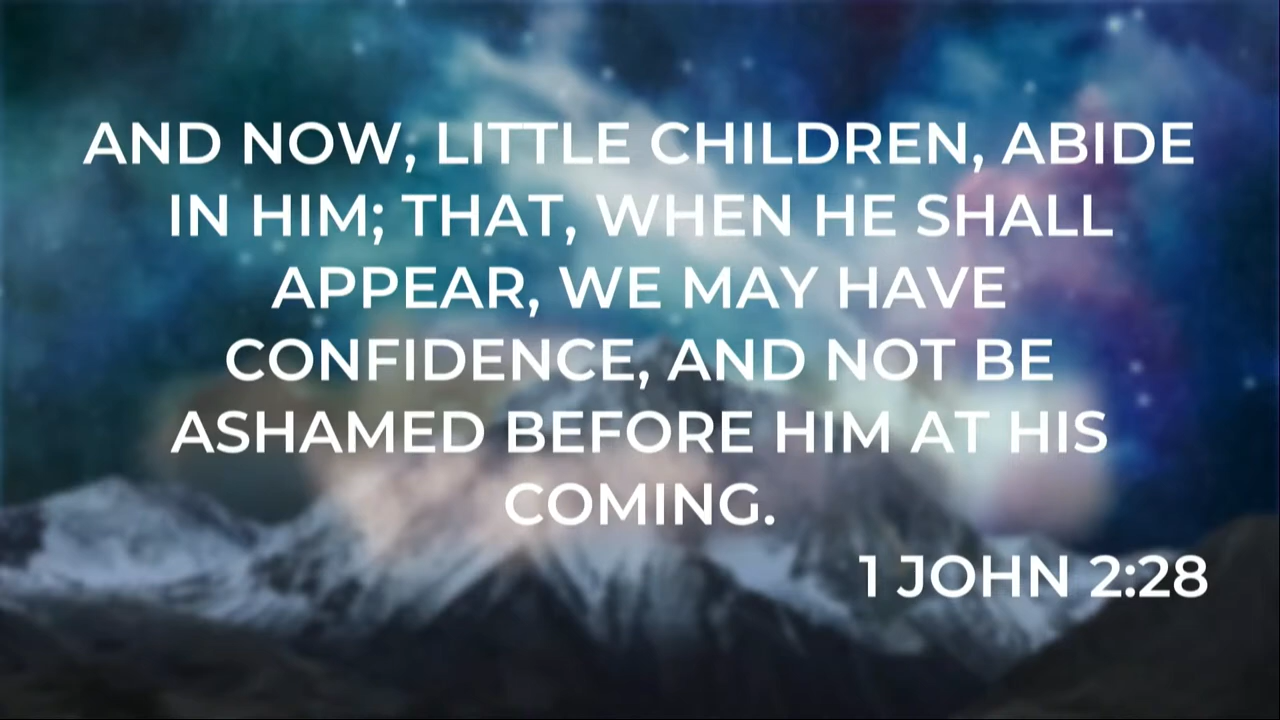 AND NOW, LITTLE CHILDREN, ABIDE
IN HIM; THAT, WHEN HE SHALL
APPEAR, WE MAY HAVE
CONFIDENCE, AND NOT BE
ASHAMED BEFORE HIM AT HIS
COMING.
1 JOHN 2:28